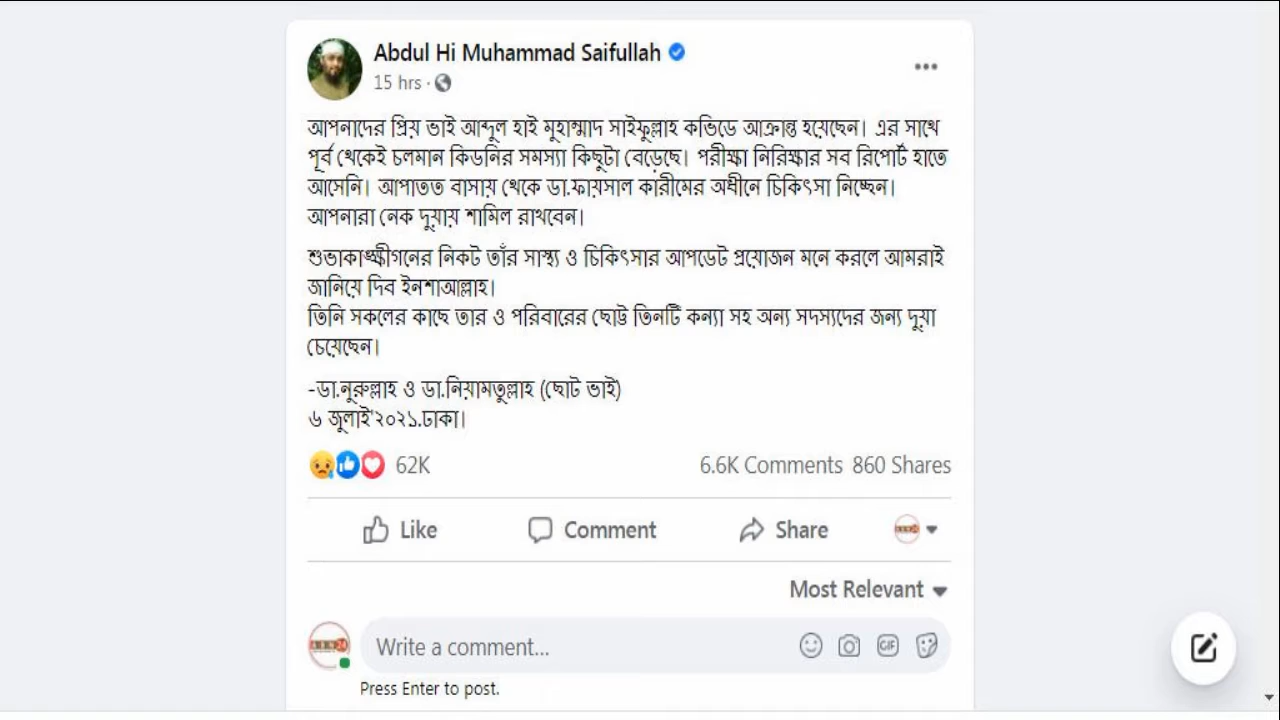 Abdul Hi Muhammad Saifullah
15 hrs ·
আপনাদের প্রিয় ভাই আব্দুল হাই মুহাম্মাদ সাইফুল্লাহ কভিডে আক্রান্ত হয়েছেন। এর সাথে
পূর্ব থেকেই চলমান কিডনির সমস্যা কিছুটা বেড়েছে। পরীক্ষা নিরিক্ষার সব রিপোর্ট হাতে
আসেনি। আপাতত বাসায় থেকে ডা.ফায়সাল কারীমের অধীনে চিকিৎসা নিচ্ছেন।
আপনারা নেক দুয়ায় শামিল রাখবেন।
শুভাকাঙ্ক্ষীগনের নিকট তাঁর সাস্থ্য ও চিকিৎসার আপডেট প্রয়োজন মনে করলে আমরাই
জানিয়ে দিব ইনশাআল্লাহ।
তিনি সকলের কাছে তার ও পরিবারের ছোট্ট তিনটি কন্যা সহ অন্য সদস্যদের জন্য দুয়া
চেয়েছেন।
-ডা.নুরুল্লাহ ও ডা.নিয়ামতুল্লাহ (ছোট ভাই)
৬ জুলাই'২০২১.ঢাকা।
62K 6.6K Comments 860 Shares
Like Comment Share
Most Relevant
Write a comment... GIF
Press Enter to post.